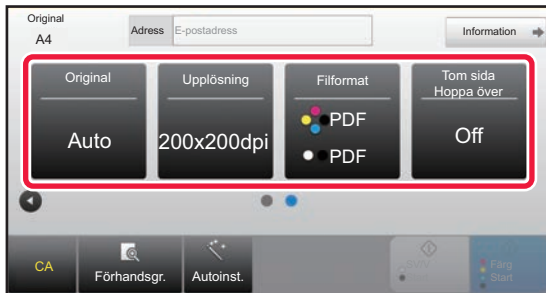 Original
A4
Adress
E-postadress
Information
Original
Auto
Upplösning
200x200dpi
Filformat
PDF
PDF
Tom sida
Hoppa över
Off
CA
Förhandsgr.
Autoinst.
Färg
Start